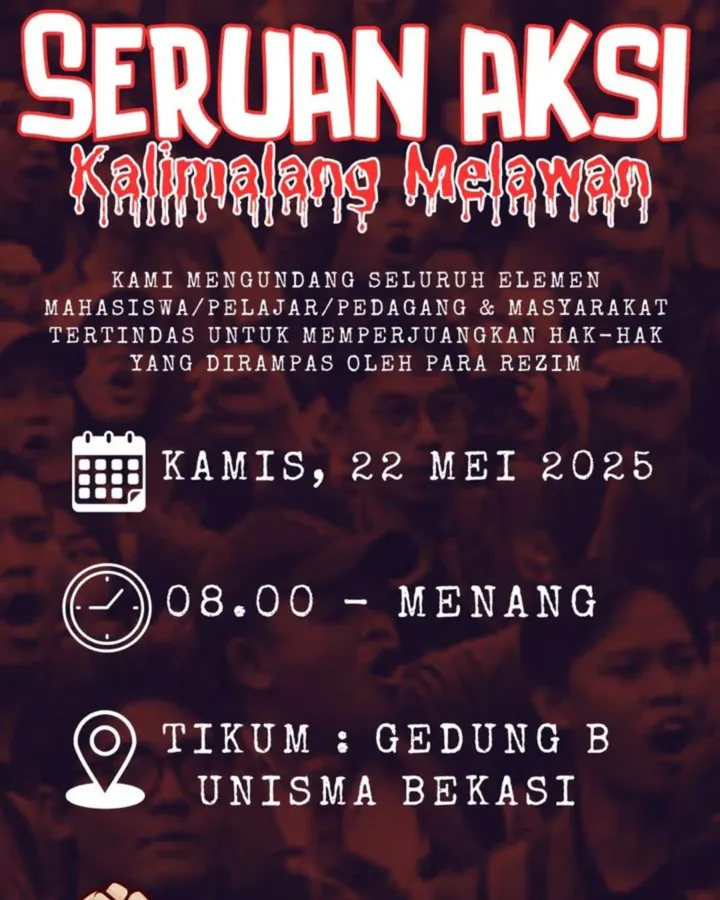 SERUAN AKSI
Kalimalang Melawan
KAMI MENGUNDANG SELURUH ELEMEN
MAHASISWA/PELAJAR/PEDAGANG & MASYARAKAT
TERTINDAS UNTUK MEMPERJUANGKAN HAK-HAK
YANG DIRAMPAS OLEH PARA REZIM
KAMIS, 22 MEI 2025
08.00 - MENANG
TIKUM : GEDUNG B
UNISMA BEKASI